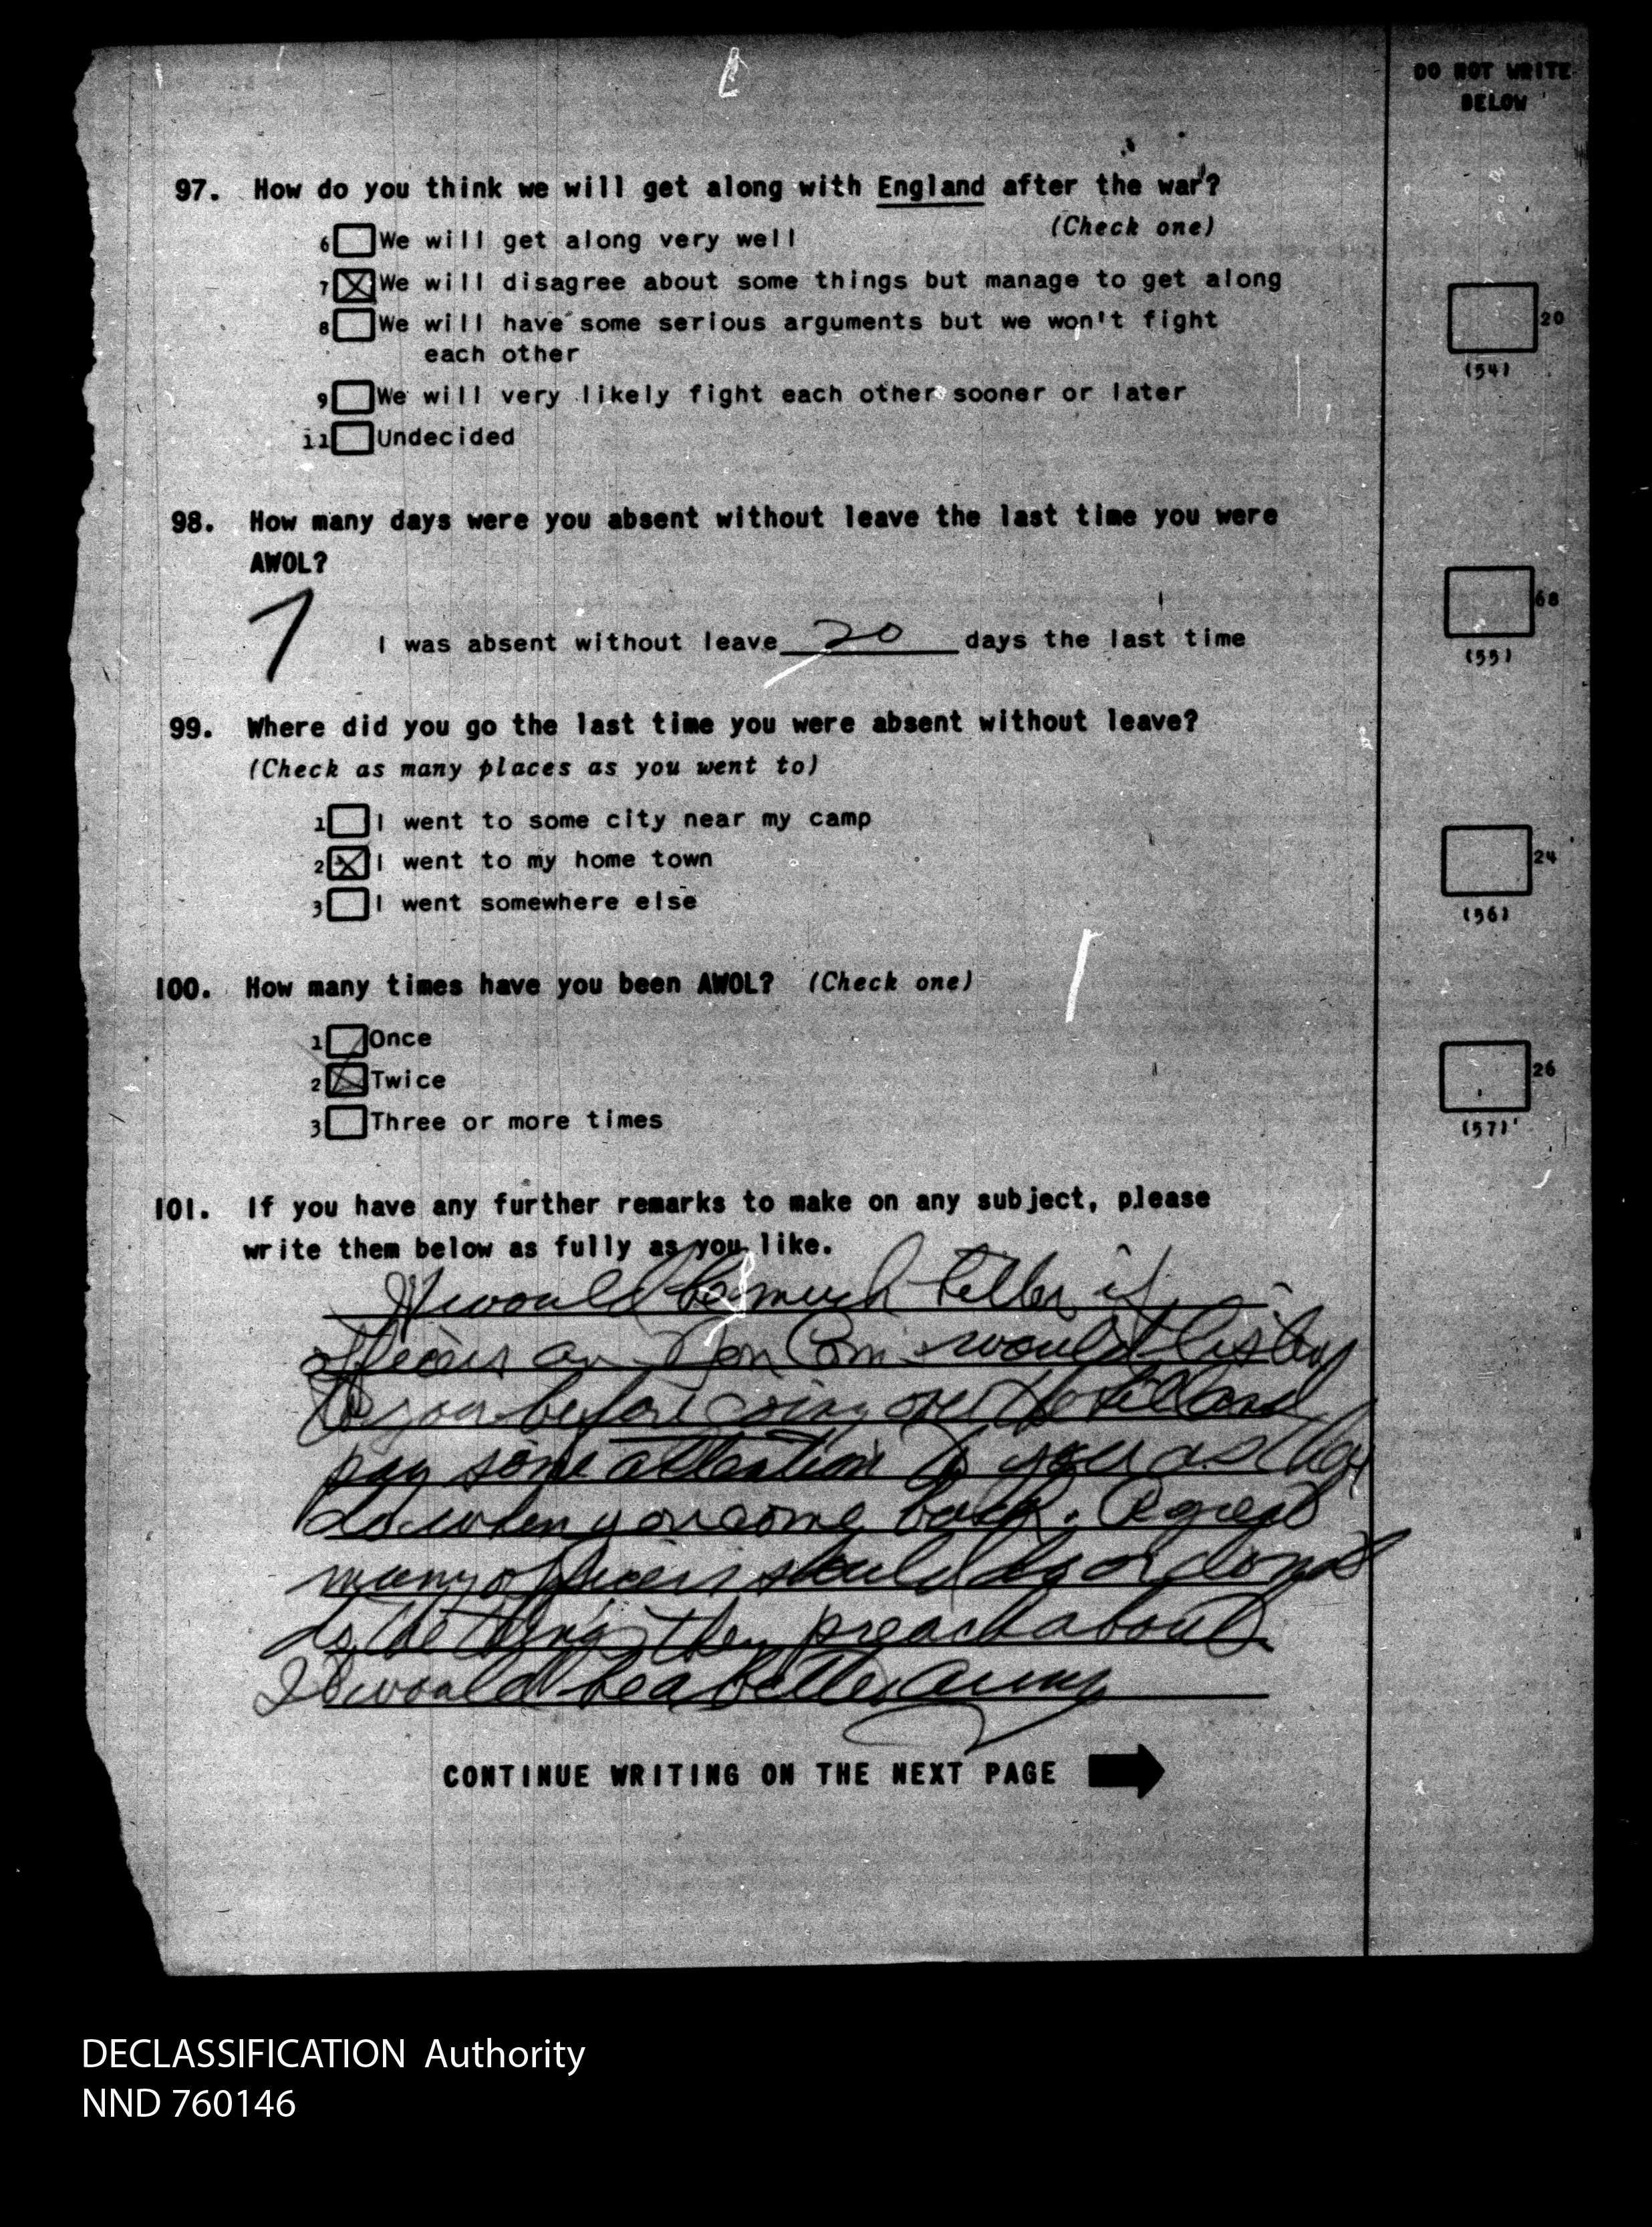 DO NOT WRITE
BELOW
97. How do you think we will get along with England after the war?
(Check one)
6 We will get along very well
7 X We will disagree about some things but manage to get along
8 We will have some serious arguments but we won't fight
each other
9 We will very likely fight each other sooner or later
11 Undecided
20
(54)
98. How many days were you absent without leave the last time you were
AWOL?
I was absent without leave 20 days the last time
68
(55)
99. Where did you go the last time you were absent without leave?
(Check as many places as you went to)
1 I went to some city near my camp
2 X I went to my home town
3 I went somewhere else
24
(56)
100. How many times have you been AWOL? (Check one)
1 Once
2 X Twice
3 Three or more times
26
(57)
101. If you have any further remarks to make on any subject, please
write them below as fully as you like.
It would be much better if
officers or Non Com would listen
to you before going over the hill and
pay some attention to you as they
do when you come back. A great
many officers should do or do not
do the things they preach about
It would be a better army
CONTINUE WRITING ON THE NEXT PAGE
DECLASSIFICATION Authority
NND 760146